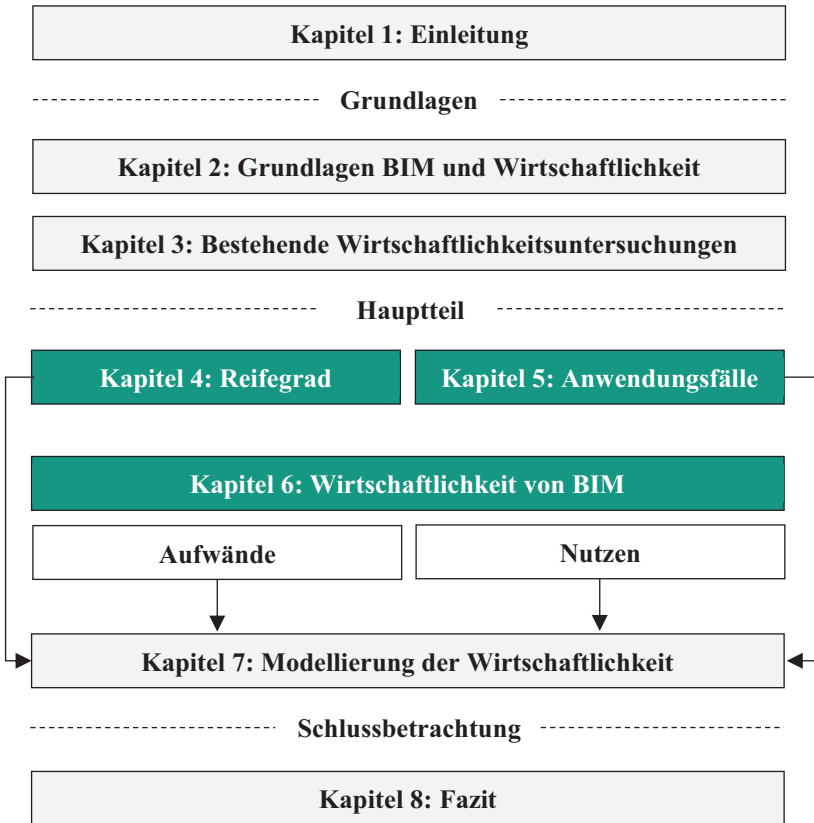 Kapitel 1: Einleitung
Grundlagen
Kapitel 2: Grundlagen BIM und Wirtschaftlichkeit
Kapitel 3: Bestehende Wirtschaftlichkeitsuntersuchungen
Hauptteil
Kapitel 4: Reifegrad
Kapitel 5: Anwendungsfälle
Kapitel 6: Wirtschaftlichkeit von BIM
Aufwände
Nutzen
Kapitel 7: Modellierung der Wirtschaftlichkeit
Schlussbetrachtung
Kapitel 8: Fazit